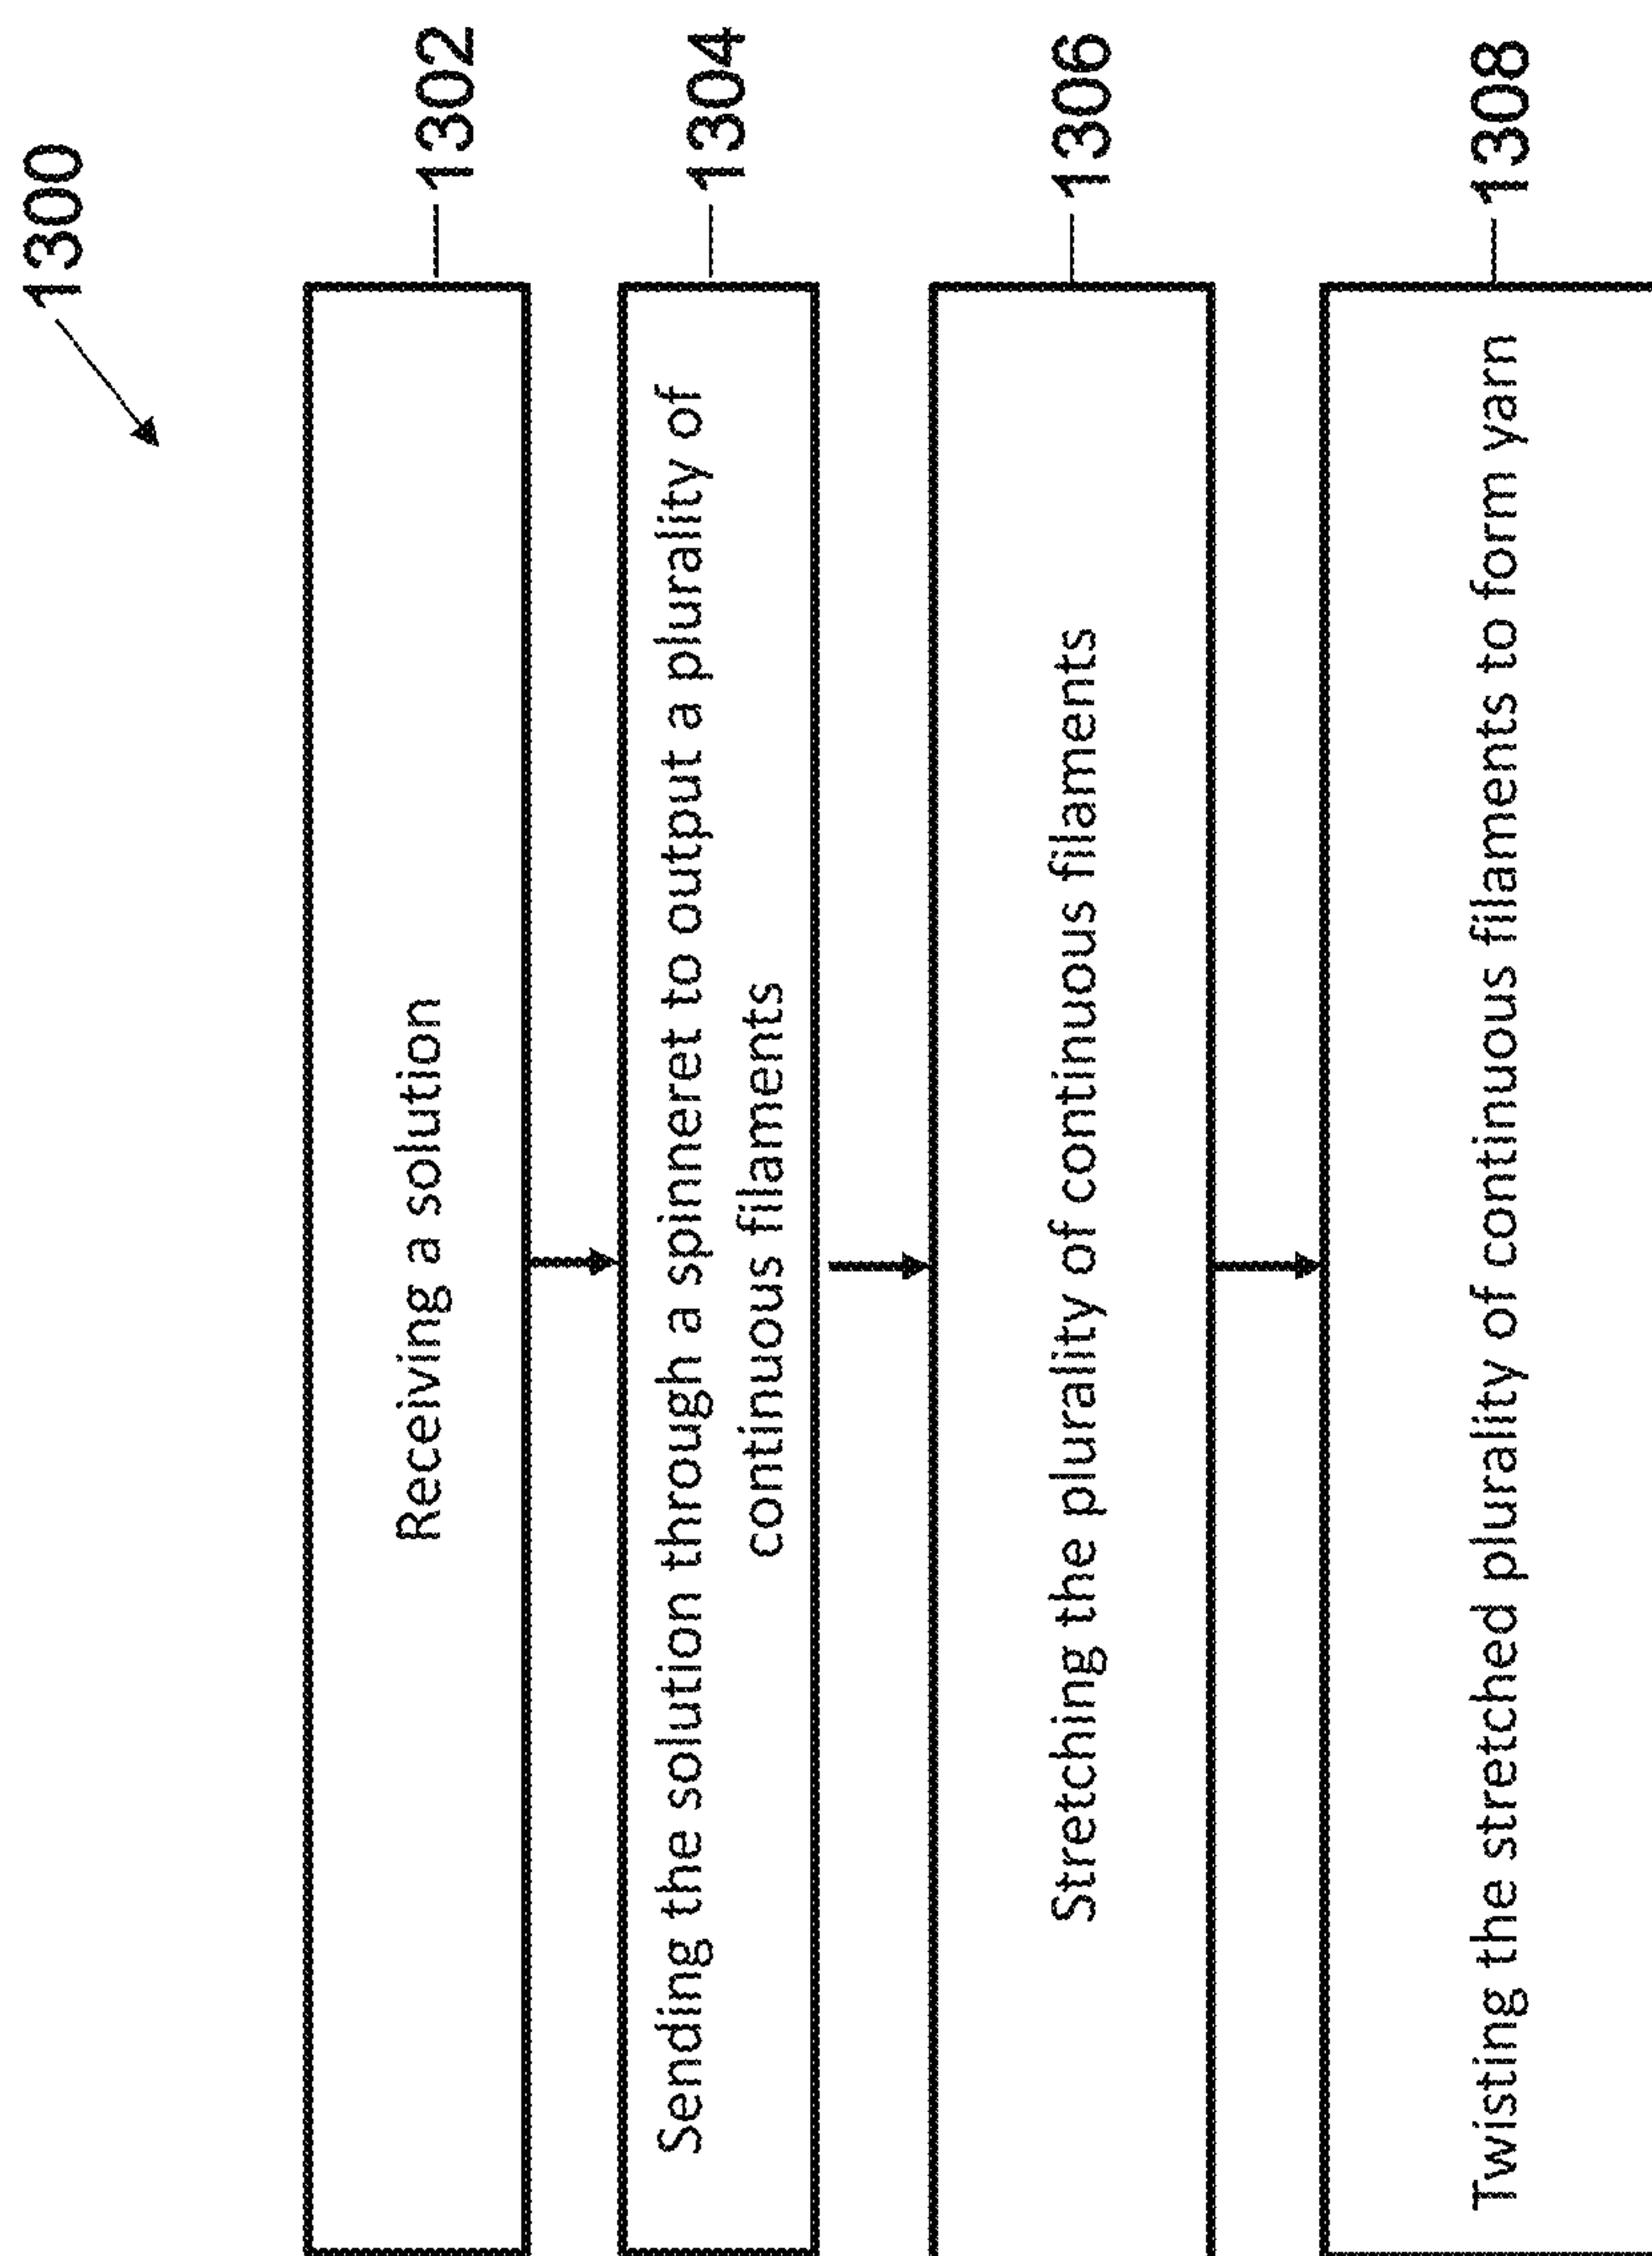 1300
Receiving a solution
1302
Sending the solution through a spinneret to output a plurality of
continuous filaments
1304
Stretching the plurality of continuous filaments
1306
Twisting the stretched plurality of continuous filaments to form yarn
1308